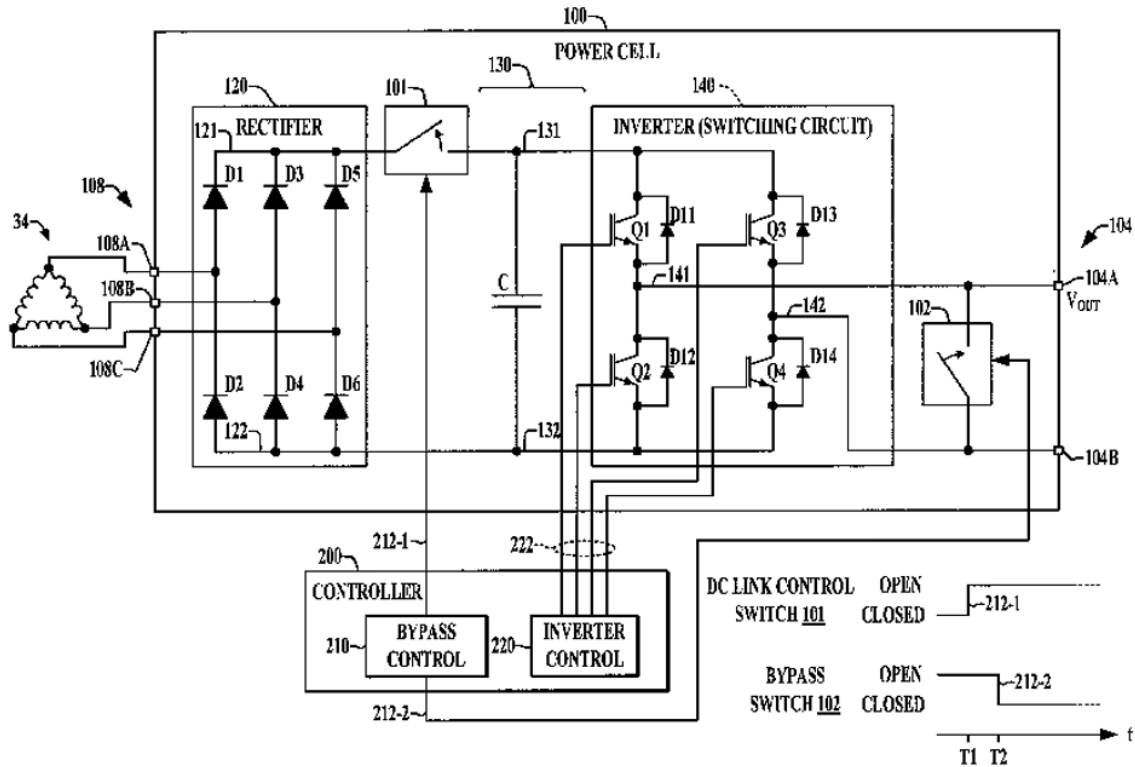 100
POWER CELL
130
120
101
140
RECTIFIER
INVERTER (SWITCHING CIRCUIT)
121
131
D1
D3
D5
108
D11
D13
34
Q1
Q3
104
108A
104A
141
108B
C
VOUT
102
142
108C
D12
D14
D2
D4
D6
Q2
Q4
122
132
104B
212-1
222
200
CONTROLLER
DC LINK CONTROL
SWITCH 101
OPEN
CLOSED
212-1
210
BYPASS
CONTROL
220
INVERTER
CONTROL
BYPASS
SWITCH 102
OPEN
CLOSED
212-2
212-2
T1
T2